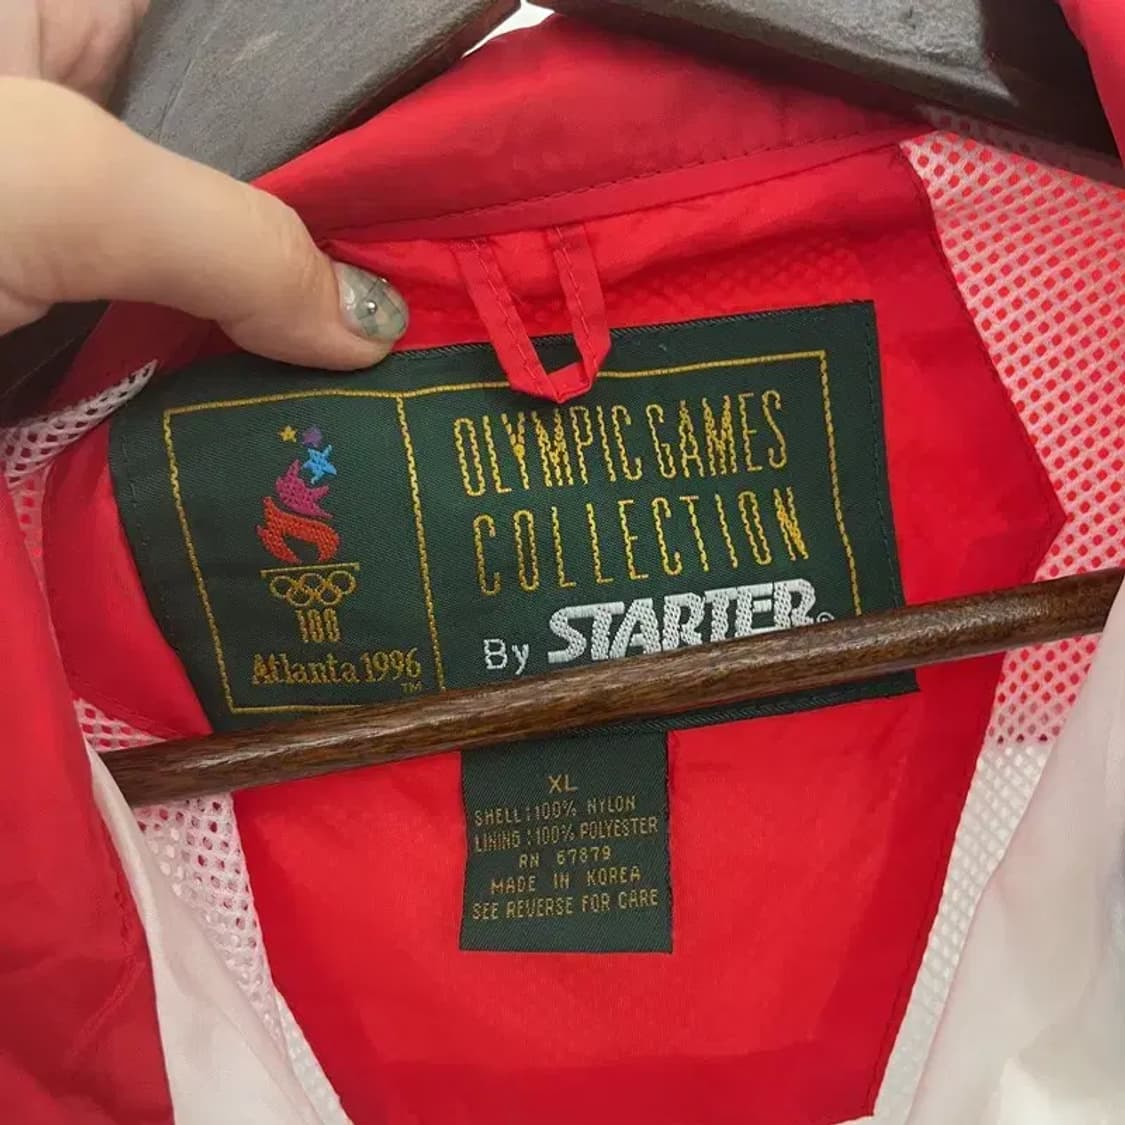 OLYMPIC GAMES
COLLECTION
By STARTER®
100
Atlanta 1996
TM
XL
SHELL:100% NYLON
LINING:100% POLYESTER
RN 67879
MADE IN KOREA
SEE REVERSE FOR CARE